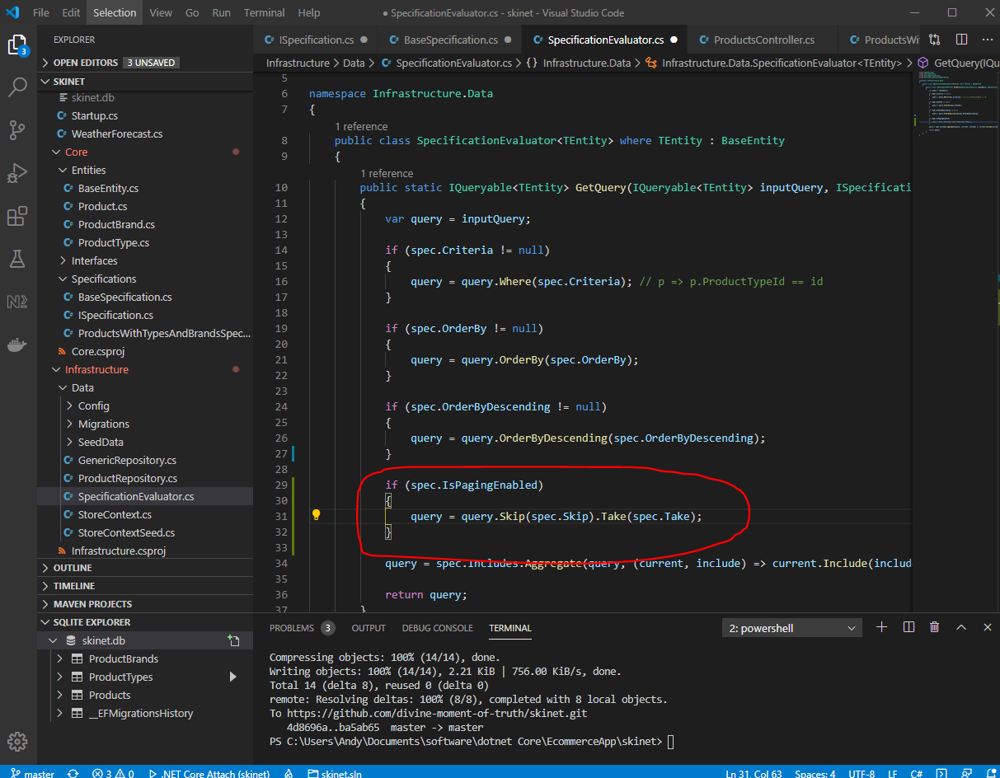 File Edit Selection View Go Run Terminal Help ● SpecificationEvaluator.cs - skinet - Visual Studio Code
EXPLORER
3
OPEN EDITORS 3 UNSAVED
SKINET
skinet.db
Startup.cs
WeatherForecast.cs
Core
Entities
BaseEntity.cs
Product.cs
ProductBrand.cs
ProductType.cs
Interfaces
Specifications
BaseSpecification.cs
ISpecification.cs
ProductsWithTypesAndBrandsSpec...
Core.csproj
Infrastructure
Data
Config
Migrations
SeedData
GenericRepository.cs
ProductRepository.cs
SpecificationEvaluator.cs
StoreContext.cs
StoreContextSeed.cs
Infrastructure.csproj
OUTLINE
TIMELINE
MAVEN PROJECTS
SQLITE EXPLORER
skinet.db
ProductBrands
ProductTypes
Products
__EFMigrationsHistory
ISpecification.cs ● BaseSpecification.cs ● SpecificationEvaluator.cs ● ProductsController.cs ProductsWi
Infrastructure > Data > SpecificationEvaluator.cs > {} Infrastructure.Data > Infrastructure.Data.SpecificationEvaluator<TEntity> > GetQuery(IQu
5
6 namespace Infrastructure.Data
7 {
1 reference
8 public class SpecificationEvaluator<TEntity> where TEntity : BaseEntity
9 {
1 reference
10 public static IQueryable<TEntity> GetQuery(IQueryable<TEntity> inputQuery, ISpecificati
11 {
12 var query = inputQuery;
13
14 if (spec.Criteria != null)
15 {
16 query = query.Where(spec.Criteria); // p => p.ProductTypeId == id
17 }
18
19 if (spec.OrderBy != null)
20 {
21 query = query.OrderBy(spec.OrderBy);
22 }
23
24 if (spec.OrderByDescending != null)
25 {
26 query = query.OrderByDescending(spec.OrderByDescending);
27 }
28
29 if (spec.IsPagingEnabled)
30 {
31 query = query.Skip(spec.Skip).Take(spec.Take);
32 }
33
34 query = spec.Includes.Aggregate(query, (current, include) => current.Include(includ
35
36 return query;
37 }
PROBLEMS 3 OUTPUT DEBUG CONSOLE TERMINAL 2: powershell
Compressing objects: 100% (14/14), done.
Writing objects: 100% (14/14), 2.21 KiB | 756.00 KiB/s, done.
Total 14 (delta 8), reused 0 (delta 0)
remote: Resolving deltas: 100% (8/8), completed with 8 local objects.
To https://github.com/divine-moment-of-truth/skinet.git
4d8696a..ba5ab65 master -> master
PS C:\Users\Andy\Documents\software\dotnet Core\EcommerceApp\skinet>
master 3 0 .NET Core Attach (skinet) skinet.sln Ln 31, Col 63 Spaces: 4 UTF-8 LF C#